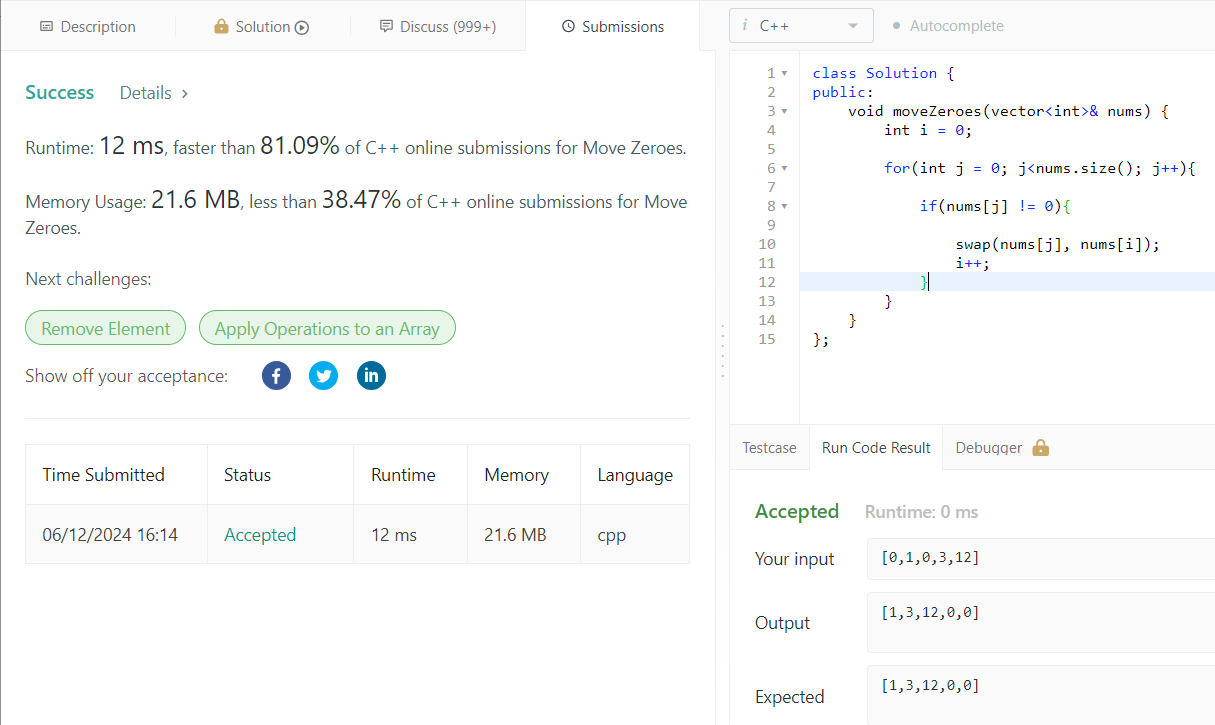 Description
Solution
Discuss (999+)
Submissions
Success
Details >
Runtime: 12 ms, faster than 81.09% of C++ online submissions for Move Zeroes.
Memory Usage: 21.6 MB, less than 38.47% of C++ online submissions for Move
Zeroes.
Next challenges:
Remove Element
Apply Operations to an Array
Show off your acceptance:
f
in
Time Submitted Status Runtime Memory Language
06/12/2024 16:14 Accepted 12 ms 21.6 MB cpp
i C++
Autocomplete
1 class Solution {
2 public:
3     void moveZeroes(vector<int>& nums) {
4         int i = 0;
5
6         for(int j = 0; j<nums.size(); j++){
7
8             if(nums[j] != 0){
9
10                 swap(nums[j], nums[i]);
11                 i++;
12             }
13         }
14     }
15 };
Testcase
Run Code Result
Debugger
Accepted Runtime: 0 ms
Your input [0,1,0,3,12]
Output [1,3,12,0,0]
Expected [1,3,12,0,0]